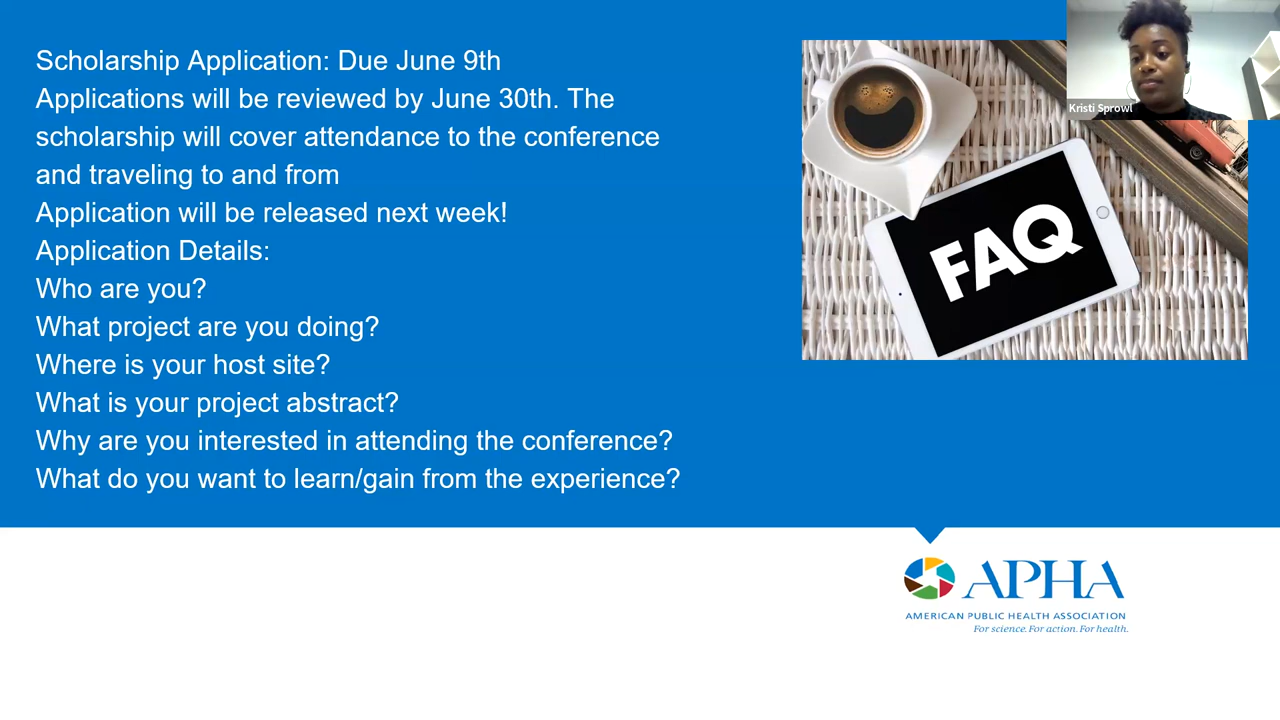 Scholarship Application: Due June 9th
Applications will be reviewed by June 30th. The
scholarship will cover attendance to the conference
and traveling to and from
Application will be released next week!
Application Details:
Who are you?
What project are you doing?
Where is your host site?
What is your project abstract?
Why are you interested in attending the conference?
What do you want to learn/gain from the experience?
Kristi Sprowl
FAQ
APHA
AMERICAN PUBLIC HEALTH ASSOCIATION
For science. For action. For health.